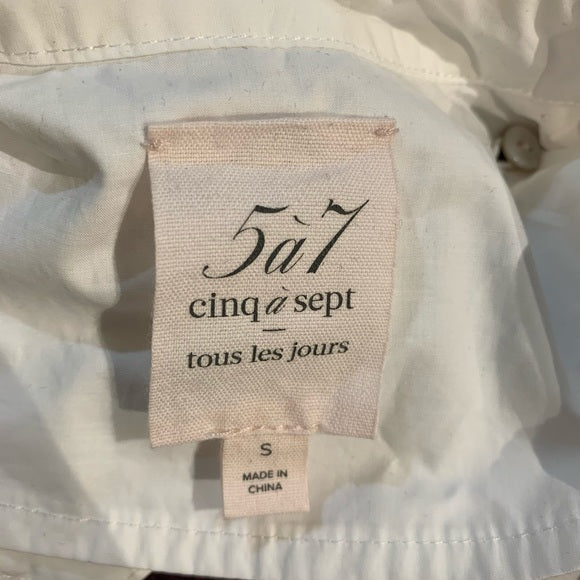 5à7
cinq à sept
tous les jours
S
MADE IN
CHINA